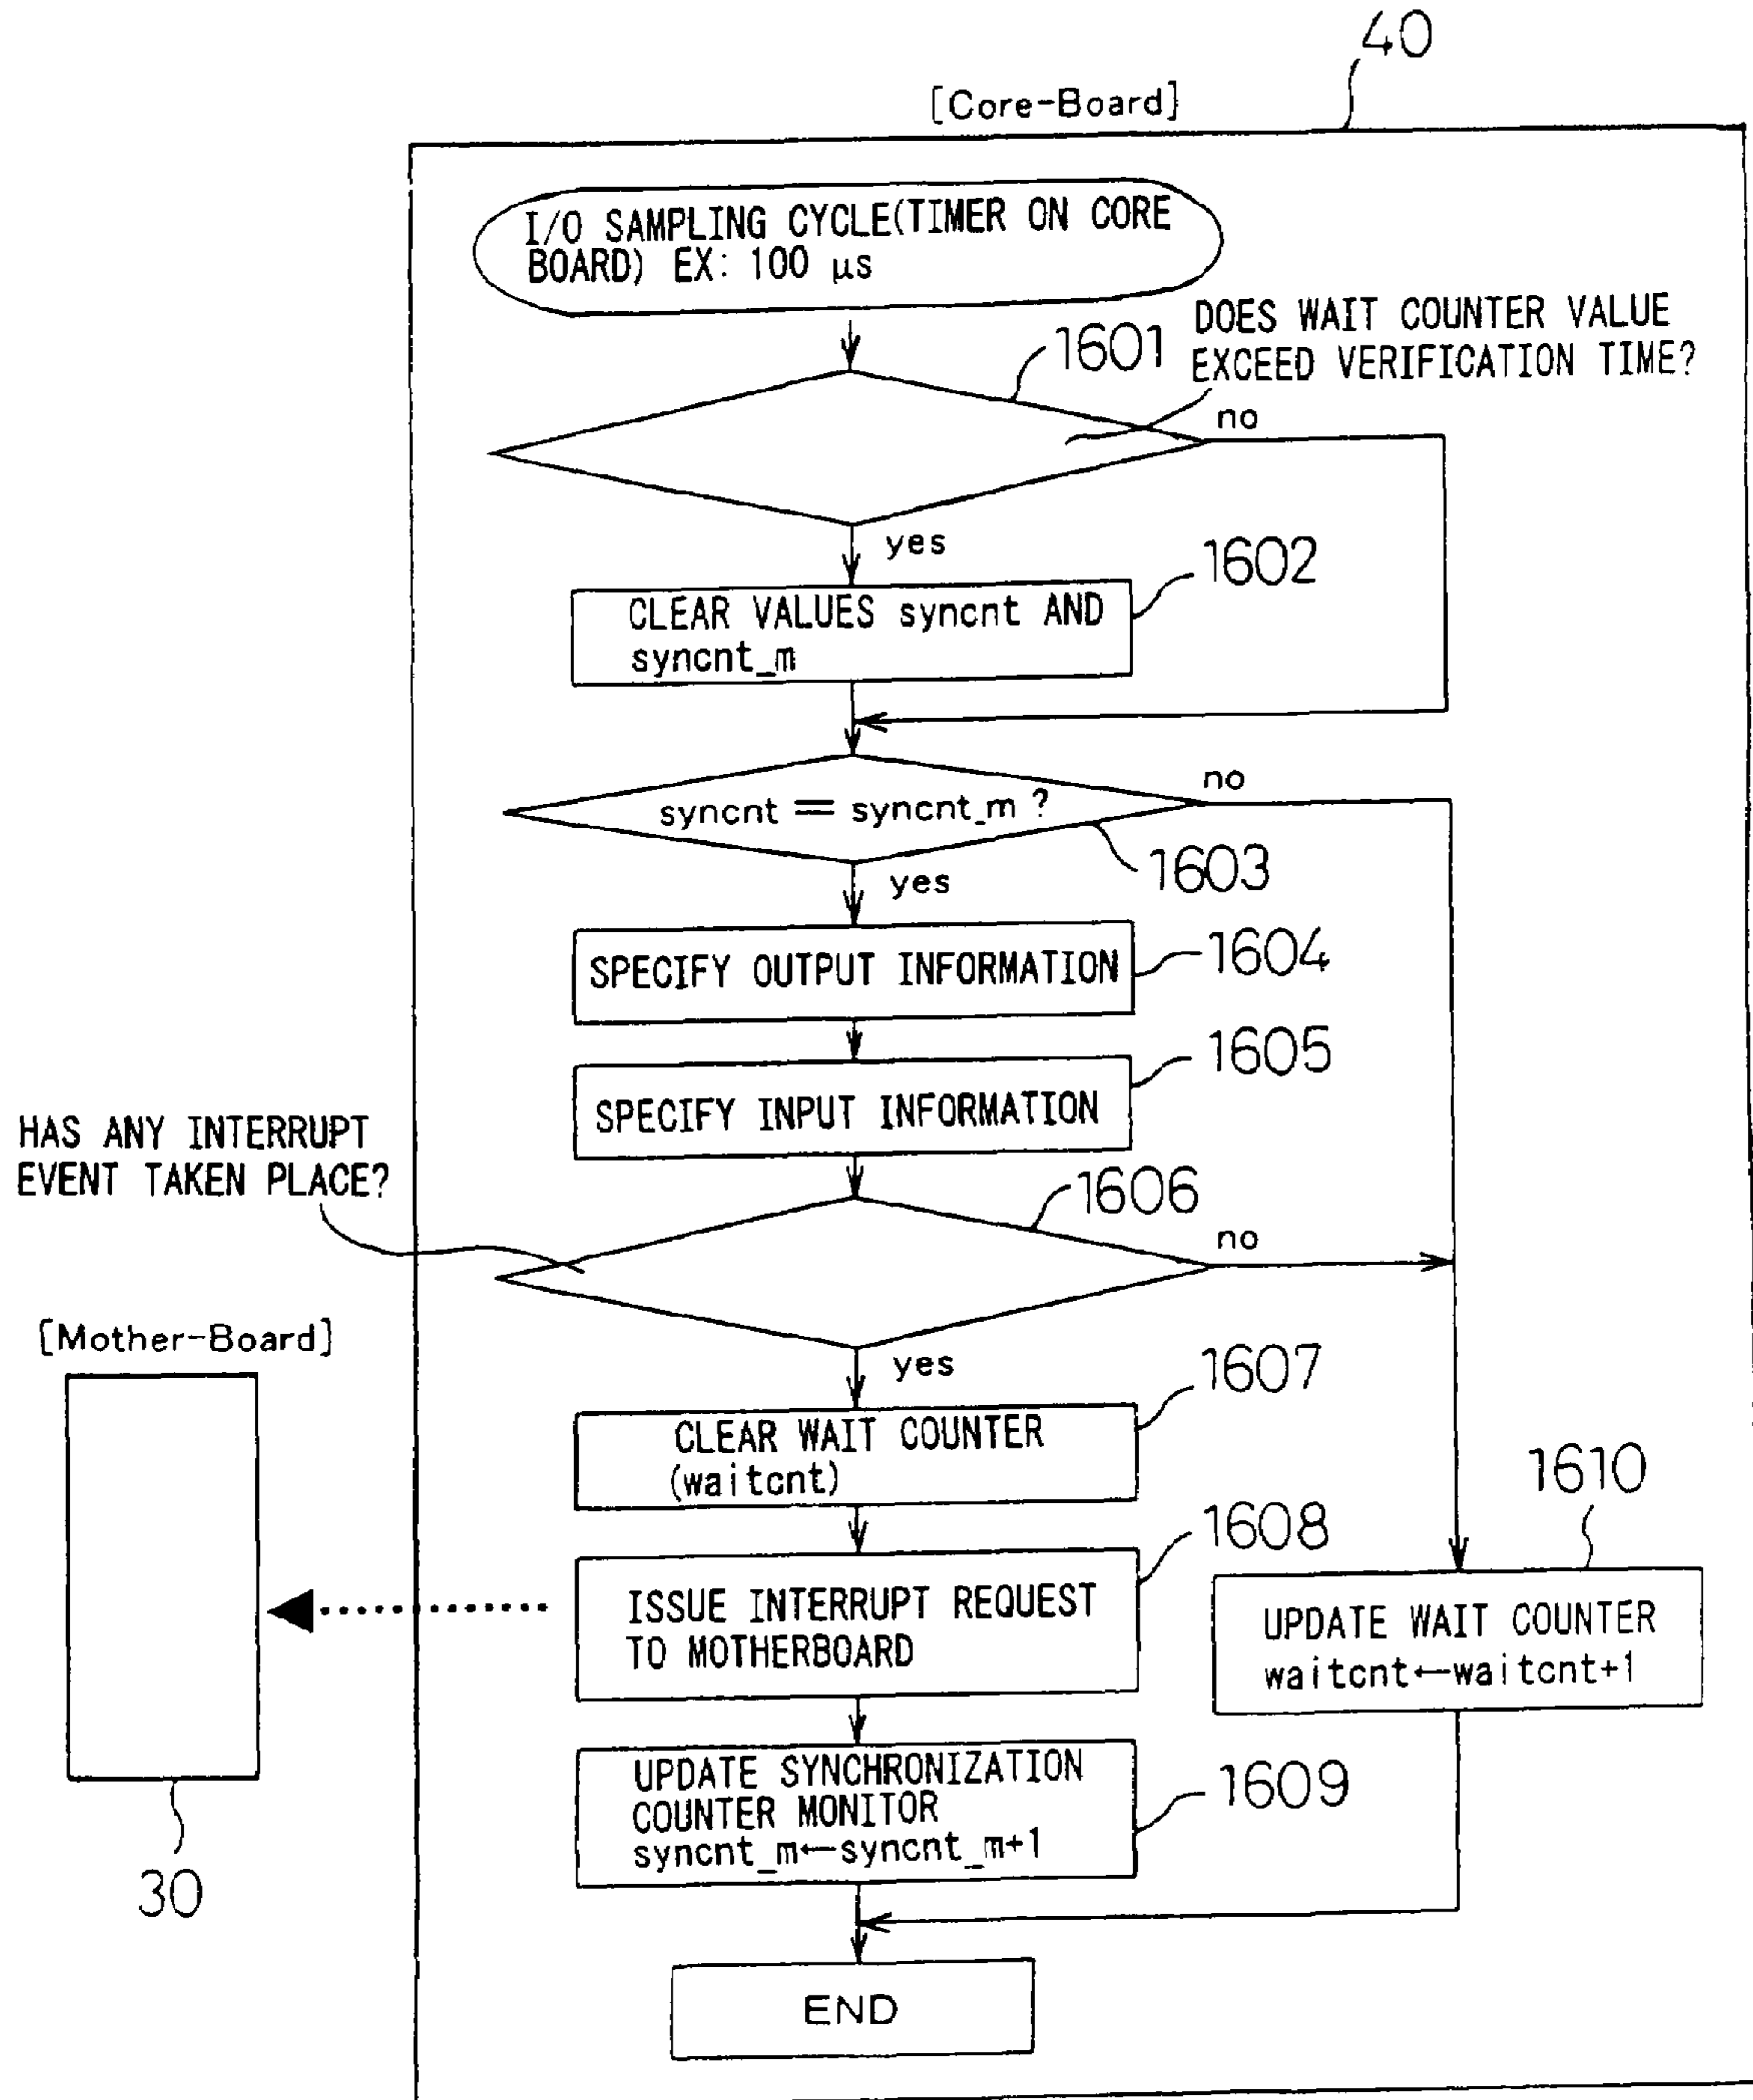 40
[Core-Board]
I/O SAMPLING CYCLE(TIMER ON CORE
BOARD) EX: 100 μs
DOES WAIT COUNTER VALUE
EXCEED VERIFICATION TIME?
1601
no
yes
1602
CLEAR VALUES syncnt AND
syncnt_m
syncnt == syncnt_m ?
no
1603
yes
SPECIFY OUTPUT INFORMATION
1604
1605
SPECIFY INPUT INFORMATION
HAS ANY INTERRUPT
EVENT TAKEN PLACE?
1606
no
[Mother-Board]
yes
1607
CLEAR WAIT COUNTER
(waitcnt)
1608
ISSUE INTERRUPT REQUEST
TO MOTHERBOARD
1610
UPDATE WAIT COUNTER
waitcnt←waitcnt+1
UPDATE SYNCHRONIZATION
COUNTER MONITOR
syncnt_m←syncnt_m+1
1609
30
END